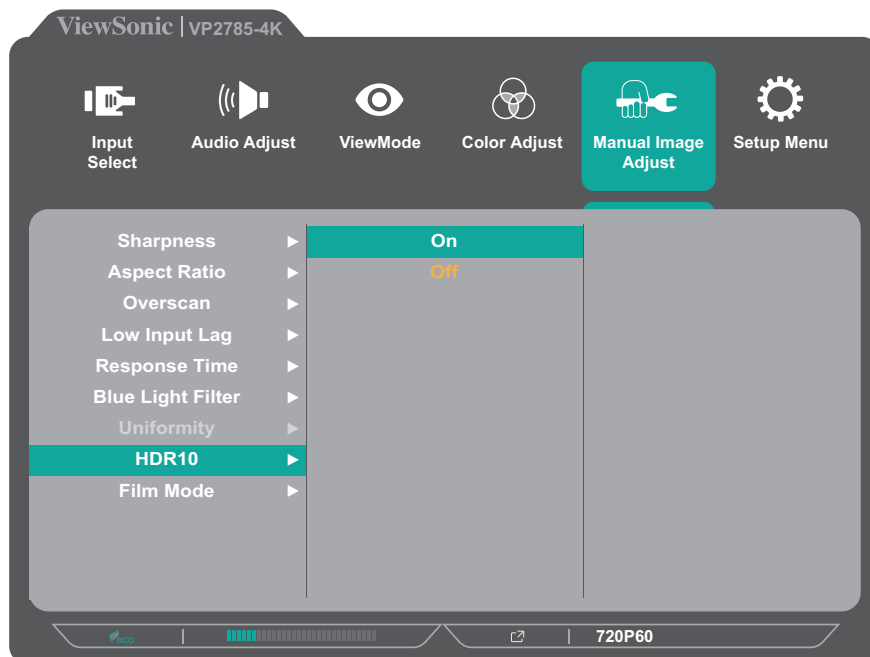 ViewSonic | VP2785-4K
Input Select
Audio Adjust
ViewMode
Color Adjust
Manual Image Adjust
Setup Menu
Sharpness
On
Aspect Ratio
Off
Overscan
Low Input Lag
Response Time
Blue Light Filter
Uniformity
HDR10
Film Mode
eco
720P60